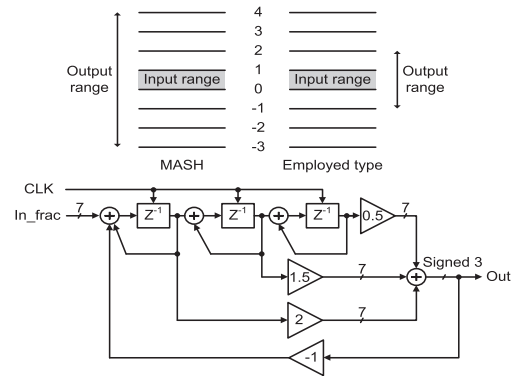 4
3
2
1
0
-1
-2
-3
Output range
Input range
Input range
Output range
MASH
Employed type
CLK
In_frac
7
Z-1
Z-1
Z-1
0.5
7
Signed 3
1.5
7
Out
2
7
-1